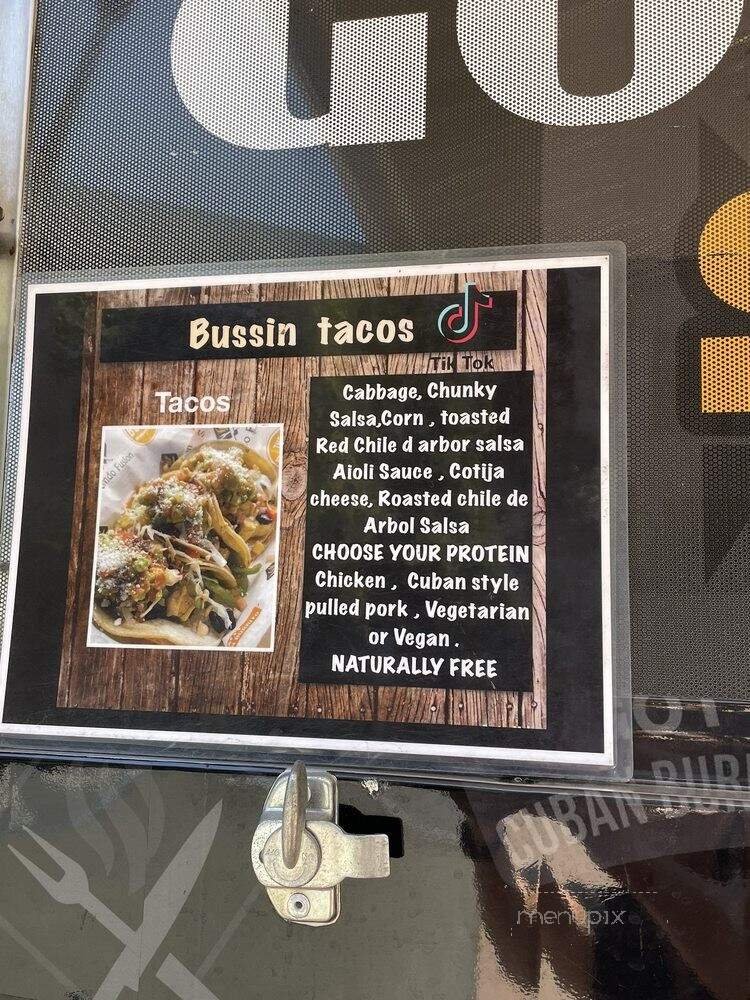 GO
Bussin tacos
Tik Tok
Tacos
Cabbage, Chunky
Salsa,Corn , toasted
Red Chile d arbor salsa
Aioli Sauce , Cotija
cheese, Roasted chile de
Arbol Salsa
CHOOSE YOUR PROTEIN
Chicken , Cuban style
pulled pork , Vegetarian
or Vegan .
NATURALLY FREE
CUBAN BUR
menupix